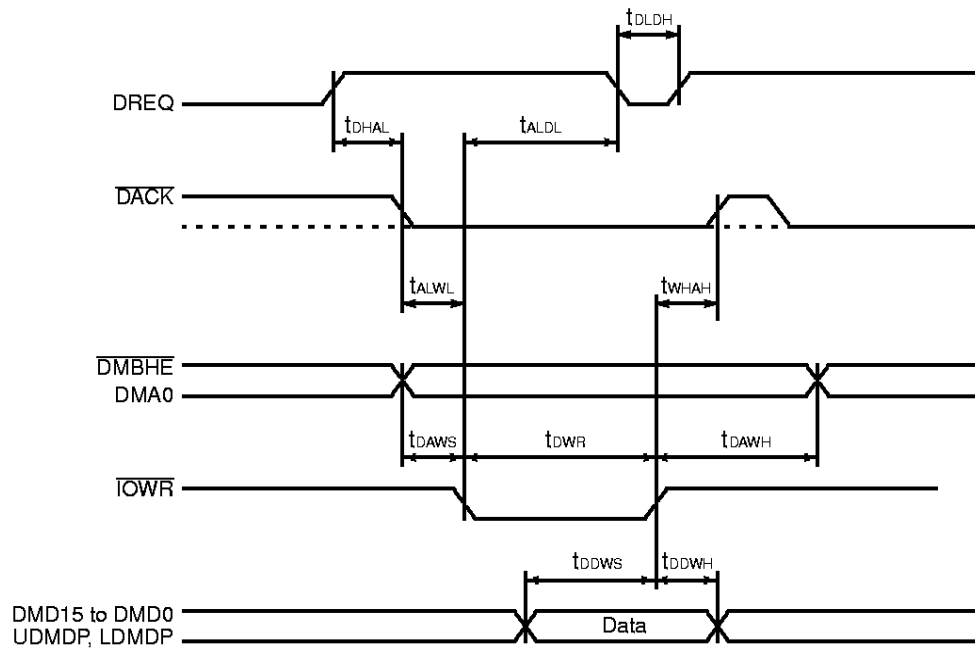 tDLDH
DREQ
tDHAL
tALDL
DACK
tALWL
tWHAH
DMBHE
DMA0
tDAWS
tDWR
tDAWH
IOWR
tDDWS
tDDWH
DMD15 to DMD0
UDMDP, LDMDP
Data